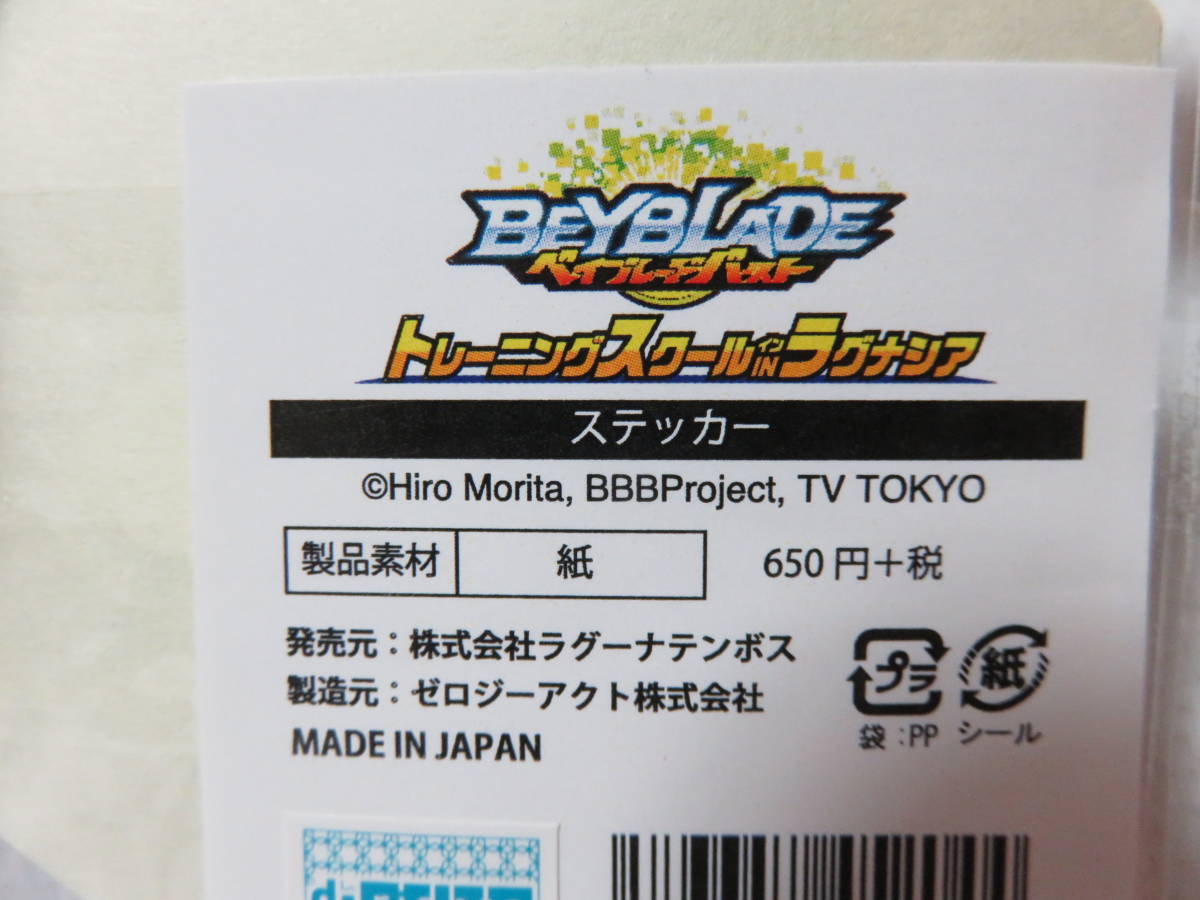 BEYBLADE
ベイブレードバースト
トレーニングスクールインINラグナシア
ステッカー
©Hiro Morita, BBBProject, TV TOKYO
製品素材 紙 650円+税
発売元：株式会社ラグーナテンボス
製造元：ゼロジーアクト株式会社
MADE IN JAPAN
プラ 紙
袋：PP シール